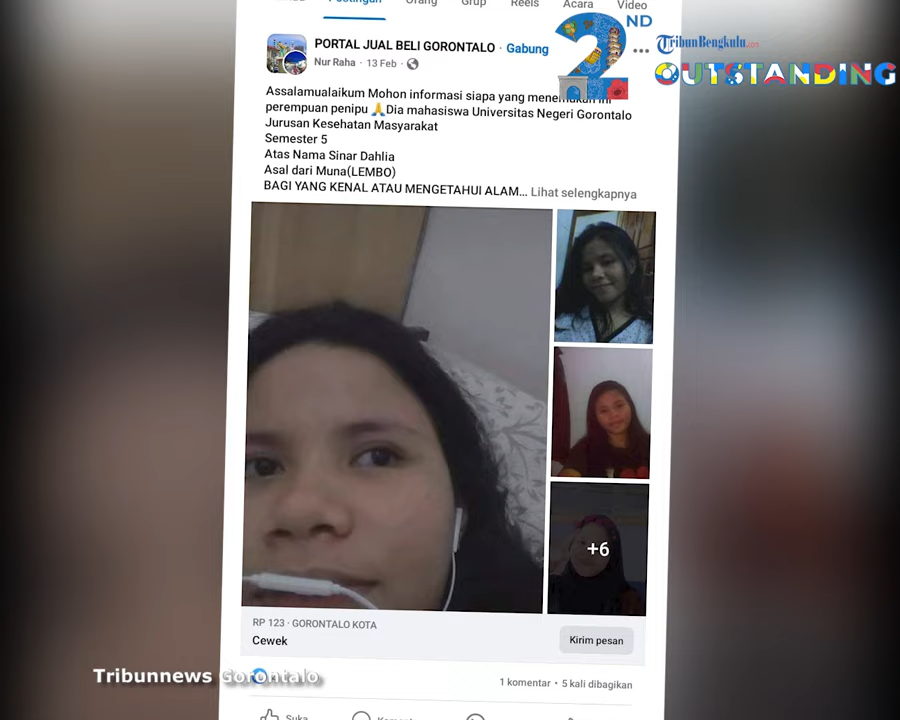 Postingan
Orang
Grup
Reels
Acara
Video
PORTAL JUAL BELI GORONTALO · Gabung
Nur Raha · 13 Feb ·
2ND
TribunBengkulu.com
OUTSTANDING
Assalamualaikum Mohon informasi siapa yang menemukan ini
perempuan penipu 🙏Dia mahasiswa Universitas Negeri Gorontalo
Jurusan Kesehatan Masyarakat
Semester 5
Atas Nama Sinar Dahlia
Asal dari Muna(LEMBO)
BAGI YANG KENAL ATAU MENGETAHUI ALAM... Lihat selengkapnya
+6
RP 123 · GORONTALO KOTA
Cewek
Kirim pesan
Tribunnews Gorontalo
1 komentar • 5 kali dibagikan
Suka